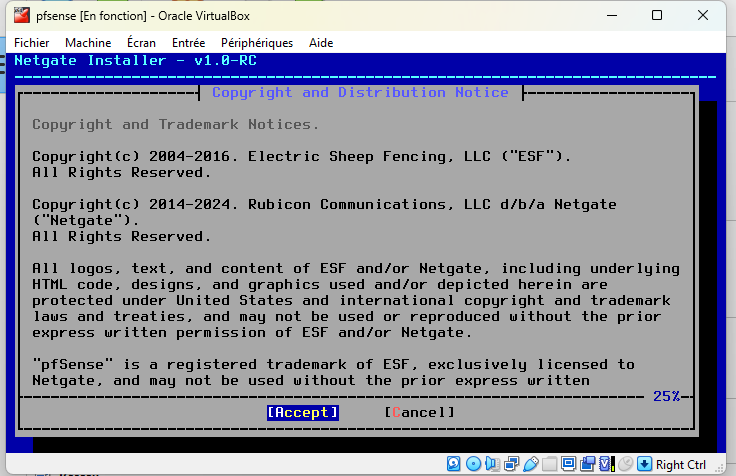 pfsense [En fonction] - Oracle VirtualBox
Fichier Machine Écran Entrée Périphériques Aide
Netgate Installer - v1.0-RC
Copyright and Distribution Notice
Copyright and Trademark Notices.
Copyright(c) 2004-2016. Electric Sheep Fencing, LLC ("ESF").
All Rights Reserved.
Copyright(c) 2014-2024. Rubicon Communications, LLC d/b/a Netgate
("Netgate").
All Rights Reserved.
All logos, text, and content of ESF and/or Netgate, including underlying
HTML code, designs, and graphics used and/or depicted herein are
protected under United States and international copyright and trademark
laws and treaties, and may not be used or reproduced without the prior
express written permission of ESF and/or Netgate.
"pfSense" is a registered trademark of ESF, exclusively licensed to
Netgate, and may not be used without the prior express written
25%
[Accept] [Cancel]
Right Ctrl